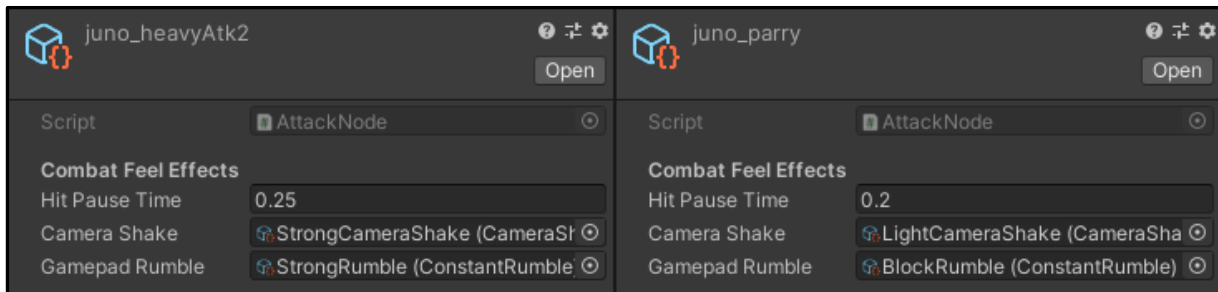 juno_heavyAtk2
Open
Script AttackNode
Combat Feel Effects
Hit Pause Time 0.25
Camera Shake StrongCameraShake (CameraSh
Gamepad Rumble StrongRumble (ConstantRumble)
juno_parry
Open
Script AttackNode
Combat Feel Effects
Hit Pause Time 0.2
Camera Shake LightCameraShake (CameraSha
Gamepad Rumble BlockRumble (ConstantRumble)